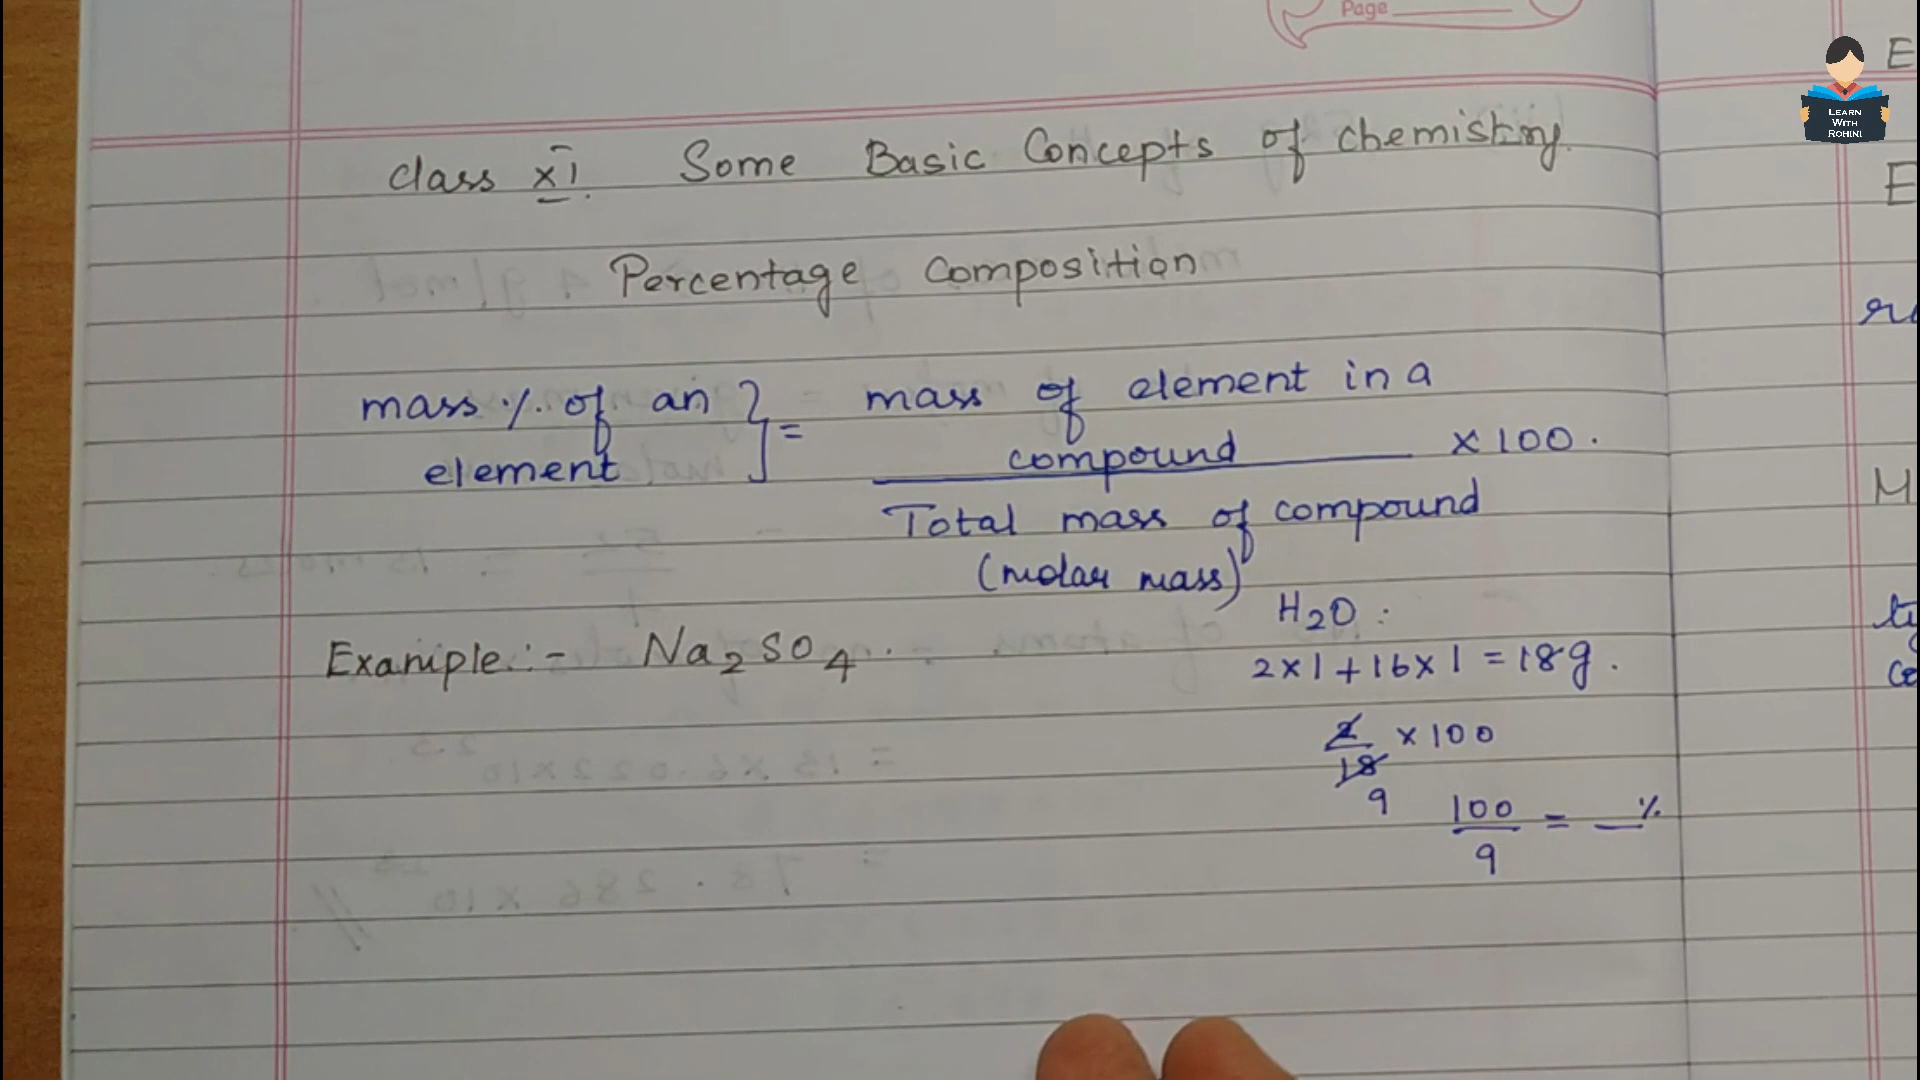 Page
LEARN
WITH
ROHINI
class XI. Some Basic Concepts of chemistry.
Percentage Composition
mass % of an element } = mass of element in a compound × 100.
Total mass of compound
(molar mass)
H2O :
Example :- Na2SO4.
2×1+16×1 = 18g.
2/18 × 100
9
100/9 = __%
E
E
M